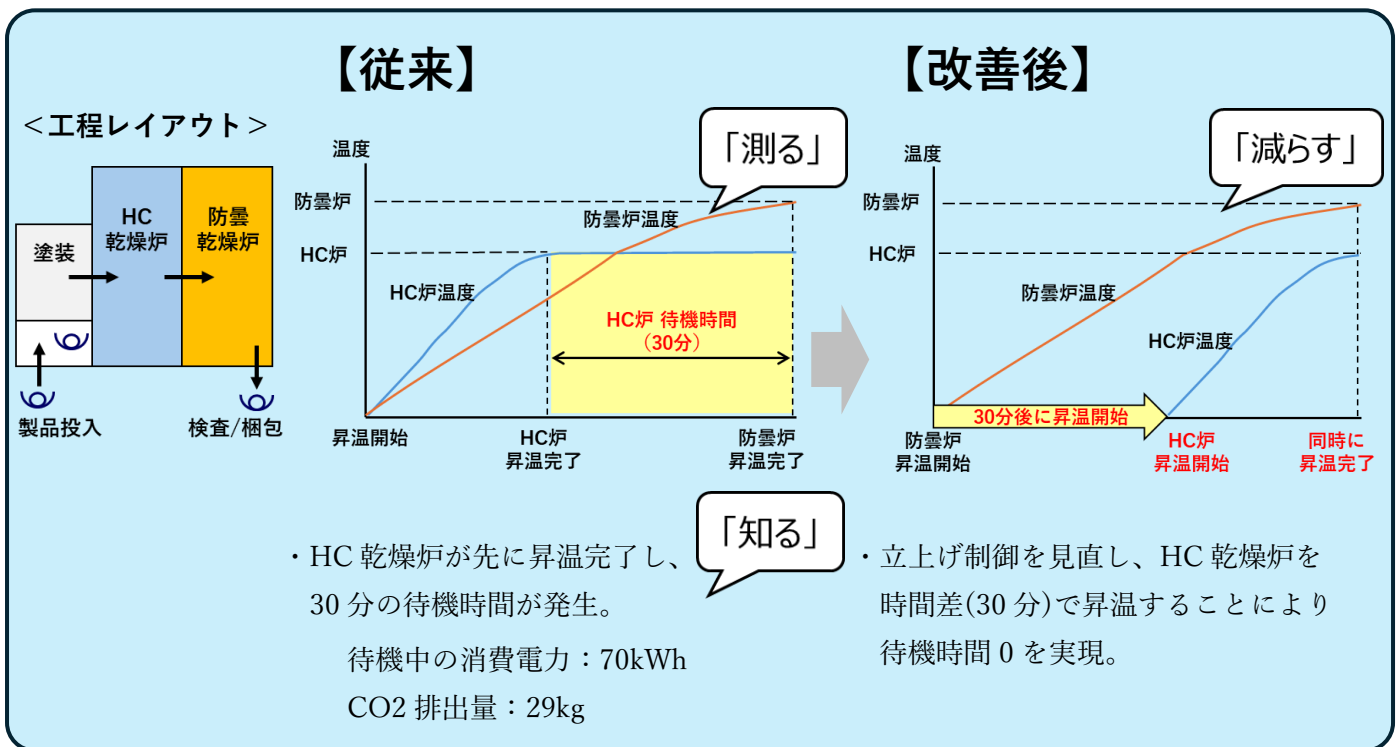 【従来】
【改善後】
＜工程レイアウト＞
塗装
HC
乾燥炉
防曇
乾燥炉
製品投入
検査/梱包
温度
「測る」
防曇炉
防曇炉温度
HC炉
HC炉温度
HC炉 待機時間
（30分）
昇温開始
HC炉
昇温完了
防曇炉
昇温完了
温度
「減らす」
防曇炉
HC炉
防曇炉温度
HC炉温度
30分後に昇温開始
防曇炉
昇温開始
HC炉
昇温開始
同時に
昇温完了
「知る」
・HC 乾燥炉が先に昇温完了し、
30 分の待機時間が発生。
待機中の消費電力：70kWh
CO2 排出量：29kg
・立上げ制御を見直し、HC 乾燥炉を
時間差(30 分)で昇温することにより
待機時間 0 を実現。